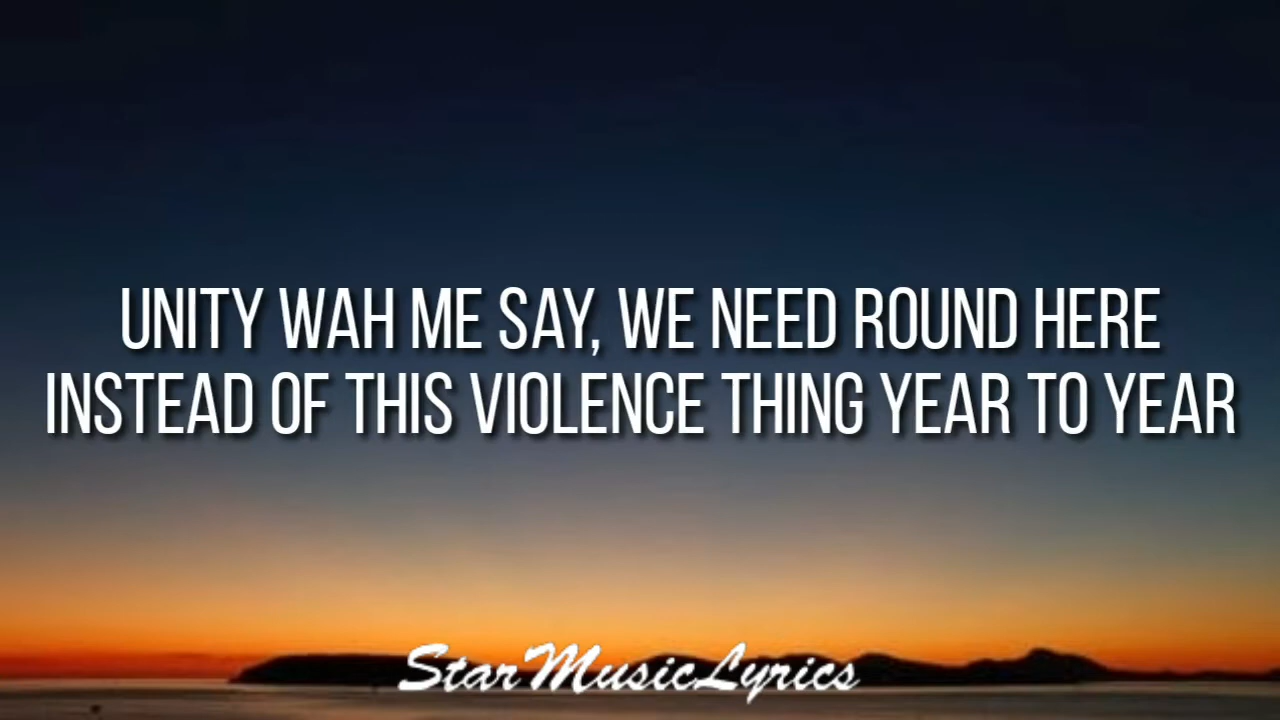 UNITY WAH ME SAY, WE NEED ROUND HERE
INSTEAD OF THIS VIOLENCE THING YEAR TO YEAR
StarMusicLyrics